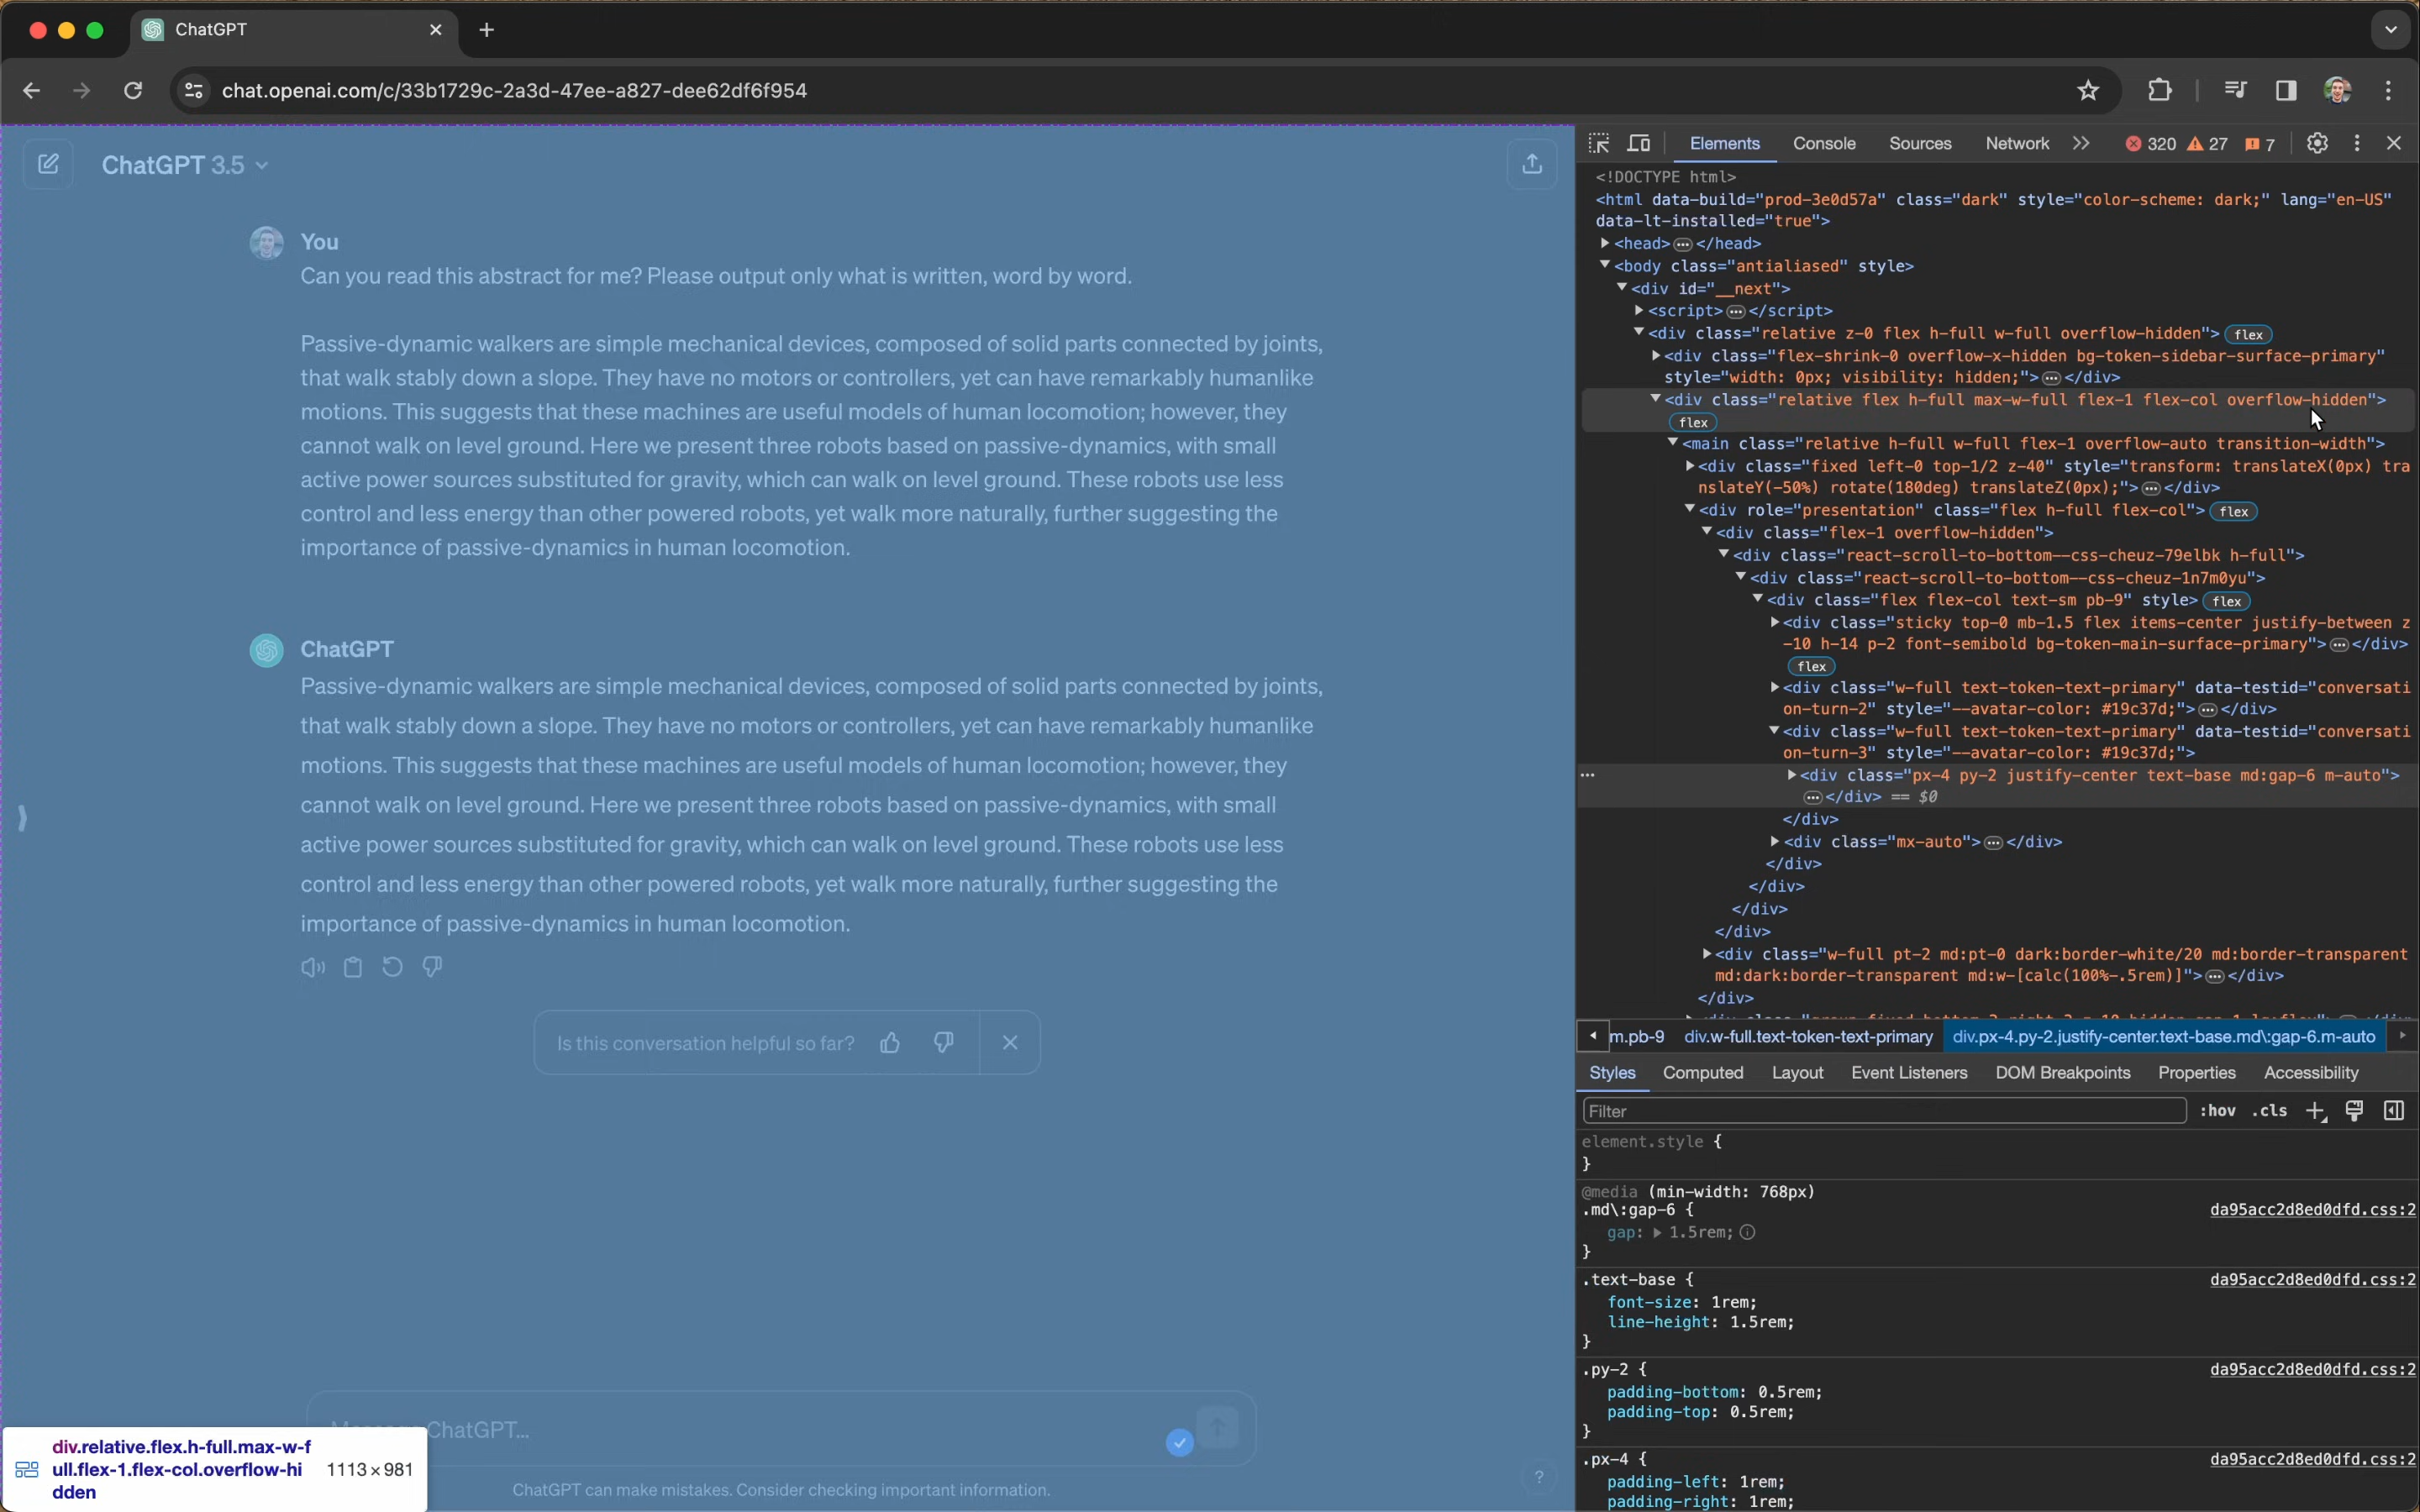 ChatGPT
chat.openai.com/c/33b1729c-2a3d-47ee-a827-dee62df6f954
ChatGPT 3.5
You
Can you read this abstract for me? Please output only what is written, word by word.
Passive-dynamic walkers are simple mechanical devices, composed of solid parts connected by joints,
that walk stably down a slope. They have no motors or controllers, yet can have remarkably humanlike
motions. This suggests that these machines are useful models of human locomotion; however, they
cannot walk on level ground. Here we present three robots based on passive-dynamics, with small
active power sources substituted for gravity, which can walk on level ground. These robots use less
control and less energy than other powered robots, yet walk more naturally, further suggesting the
importance of passive-dynamics in human locomotion.
ChatGPT
Passive-dynamic walkers are simple mechanical devices, composed of solid parts connected by joints,
that walk stably down a slope. They have no motors or controllers, yet can have remarkably humanlike
motions. This suggests that these machines are useful models of human locomotion; however, they
cannot walk on level ground. Here we present three robots based on passive-dynamics, with small
active power sources substituted for gravity, which can walk on level ground. These robots use less
control and less energy than other powered robots, yet walk more naturally, further suggesting the
importance of passive-dynamics in human locomotion.
Is this conversation helpful so far?
ChatGPT...
ChatGPT can make mistakes. Consider checking important information.
?
div.relative.flex.h-full.max-w-f
ull.flex-1.flex-col.overflow-hi
dden
1113×981
Elements Console Sources Network 320 27 7
<!DOCTYPE html>
<html data-build="prod-3e0d57a" class="dark" style="color-scheme: dark;" lang="en-US"
data-lt-installed="true">
<head>…</head>
<body class="antialiased" style>
<div id="__next">
<script>…</script>
<div class="relative z-0 flex h-full w-full overflow-hidden"> flex
<div class="flex-shrink-0 overflow-x-hidden bg-token-sidebar-surface-primary"
style="width: 0px; visibility: hidden;">…</div>
<div class="relative flex h-full max-w-full flex-1 flex-col overflow-hidden">
flex
<main class="relative h-full w-full flex-1 overflow-auto transition-width">
<div class="fixed left-0 top-1/2 z-40" style="transform: translateX(0px) tra
nslateY(-50%) rotate(180deg) translateZ(0px);">…</div>
<div role="presentation" class="flex h-full flex-col"> flex
<div class="flex-1 overflow-hidden">
<div class="react-scroll-to-bottom--css-cheuz-79elbk h-full">
<div class="react-scroll-to-bottom--css-cheuz-1n7m0yu">
<div class="flex flex-col text-sm pb-9" style> flex
<div class="sticky top-0 mb-1.5 flex items-center justify-between z
-10 h-14 p-2 font-semibold bg-token-main-surface-primary">…</div>
flex
<div class="w-full text-token-text-primary" data-testid="conversati
on-turn-2" style="--avatar-color: #19c37d;">…</div>
<div class="w-full text-token-text-primary" data-testid="conversati
on-turn-3" style="--avatar-color: #19c37d;">
<div class="px-4 py-2 justify-center text-base md:gap-6 m-auto">
…</div> == $0
</div>
<div class="mx-auto">…</div>
</div>
</div>
</div>
</div>
<div class="w-full pt-2 md:pt-0 dark:border-white/20 md:border-transparent
md:dark:border-transparent md:w-[calc(100%-.5rem)]">…</div>
</div>
m.pb-9 div.w-full.text-token-text-primary div.px-4.py-2.justify-center.text-base.md\:gap-6.m-auto
Styles Computed Layout Event Listeners DOM Breakpoints Properties Accessibility
Filter :hov .cls
element.style {
}
@media (min-width: 768px)
.md\:gap-6 { da95acc2d8ed0dfd.css:2
gap: 1.5rem;
}
.text-base { da95acc2d8ed0dfd.css:2
font-size: 1rem;
line-height: 1.5rem;
}
.py-2 { da95acc2d8ed0dfd.css:2
padding-bottom: 0.5rem;
padding-top: 0.5rem;
}
.px-4 { da95acc2d8ed0dfd.css:2
padding-left: 1rem;
padding-right: 1rem;